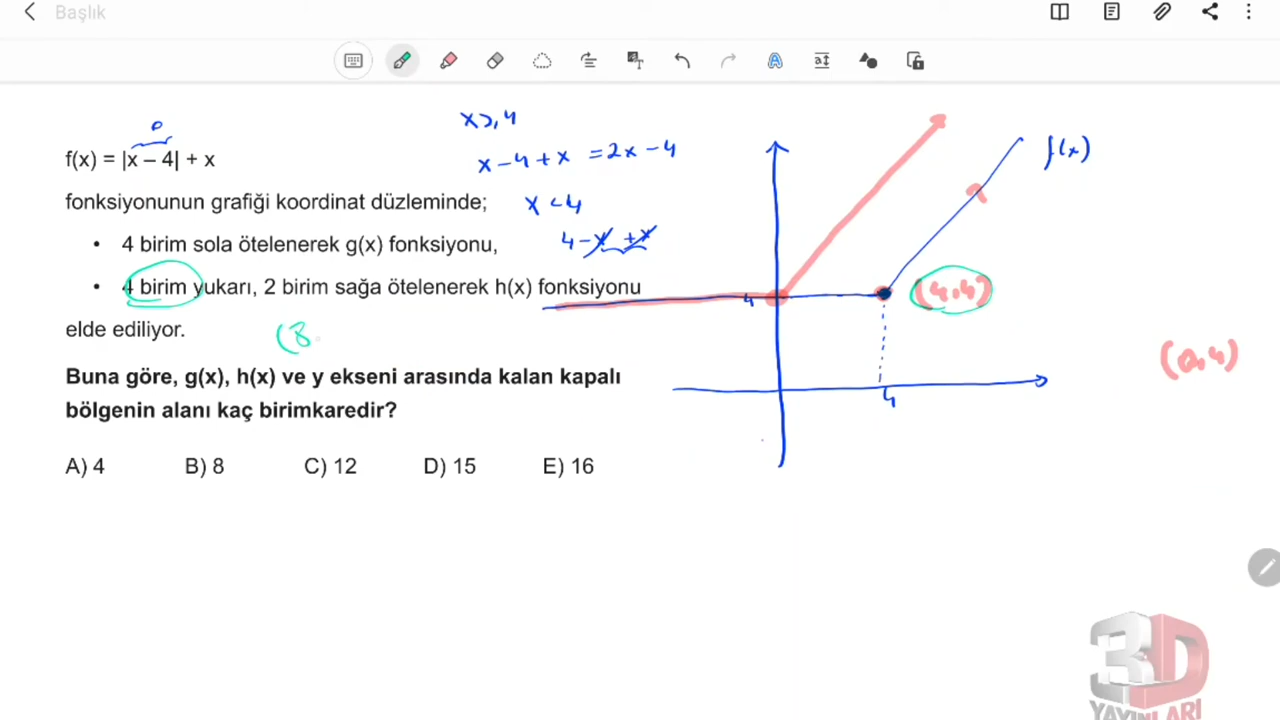 Başlık
f(x) = |x – 4| + x
0
x ≥ 4
x – 4 + x = 2x – 4
fonksiyonunun grafiği koordinat düzleminde;
x < 4
• 4 birim sola ötelenerek g(x) fonksiyonu,
4 – x + x
• 4 birim yukarı, 2 birim sağa ötelenerek h(x) fonksiyonu
elde ediliyor.
(8
Buna göre, g(x), h(x) ve y ekseni arasında kalan kapalı
bölgenin alanı kaç birimkaredir?
A) 4 B) 8 C) 12 D) 15 E) 16
f(x)
4
(4,4)
(0,4)
4
3D
YAYINLARI